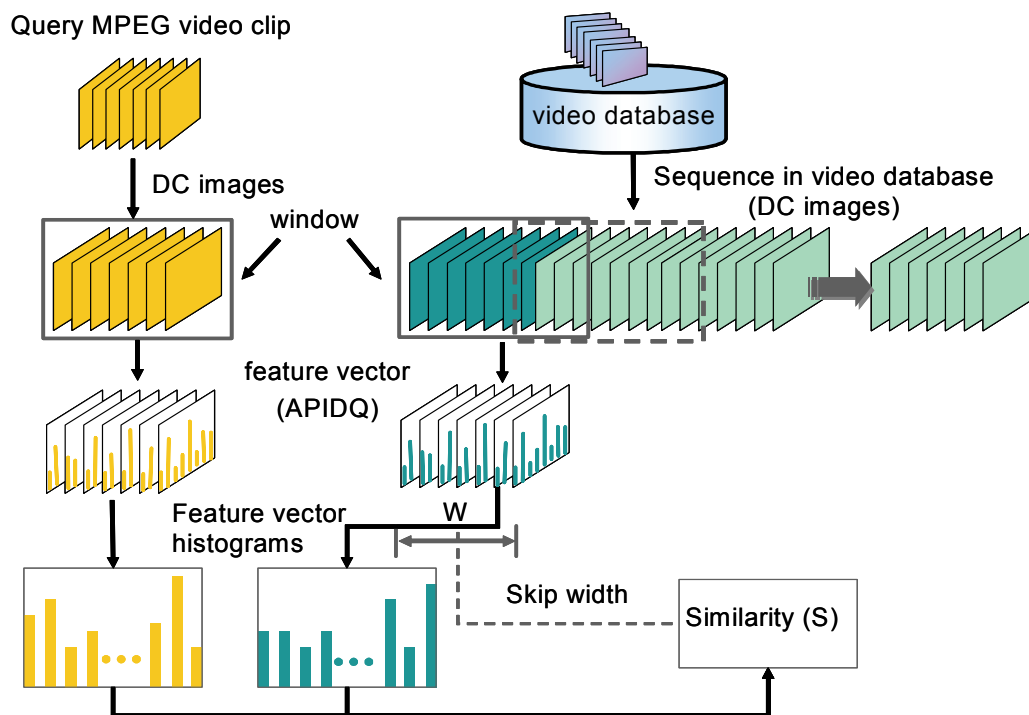 Query MPEG video clip
video database
DC images
Sequence in video database
(DC images)
window
feature vector
(APIDQ)
Feature vector
histograms
W
Skip width
Similarity (S)